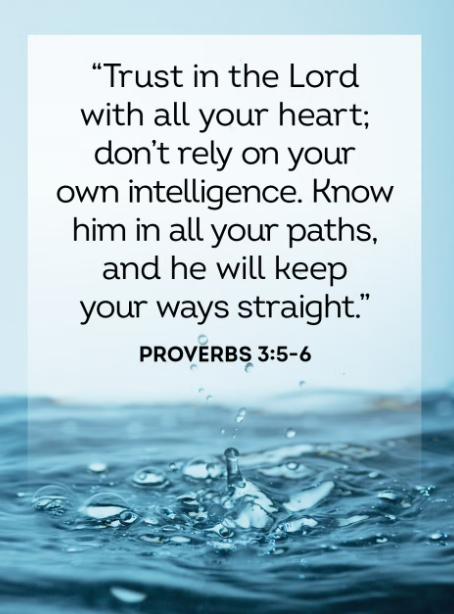 “Trust in the Lord
with all your heart;
don’t rely on your
own intelligence. Know
him in all your paths,
and he will keep
your ways straight.”
PROVERBS 3:5-6